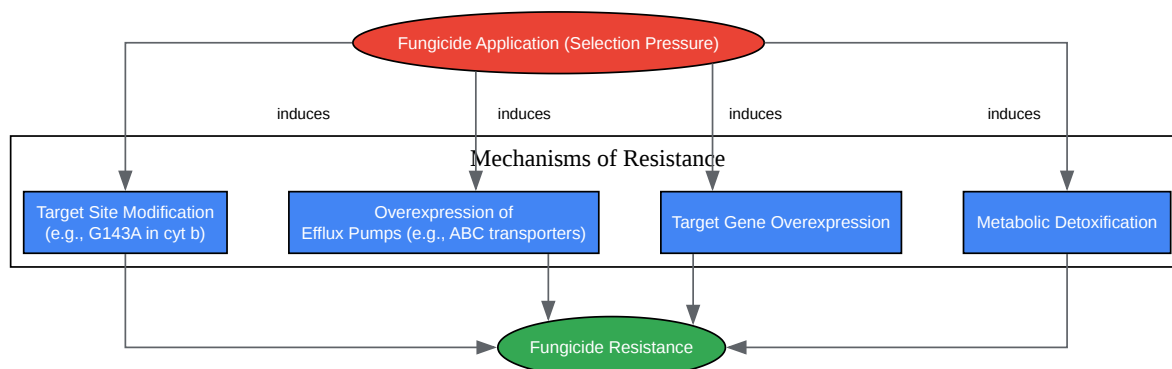 Fungicide Application (Selection Pressure)
induces
induces
induces
induces
Mechanisms of Resistance
Target Site Modification
(e.g., G143A in cyt b)
Overexpression of
Efflux Pumps (e.g., ABC transporters)
Target Gene Overexpression
Metabolic Detoxification
Fungicide Resistance